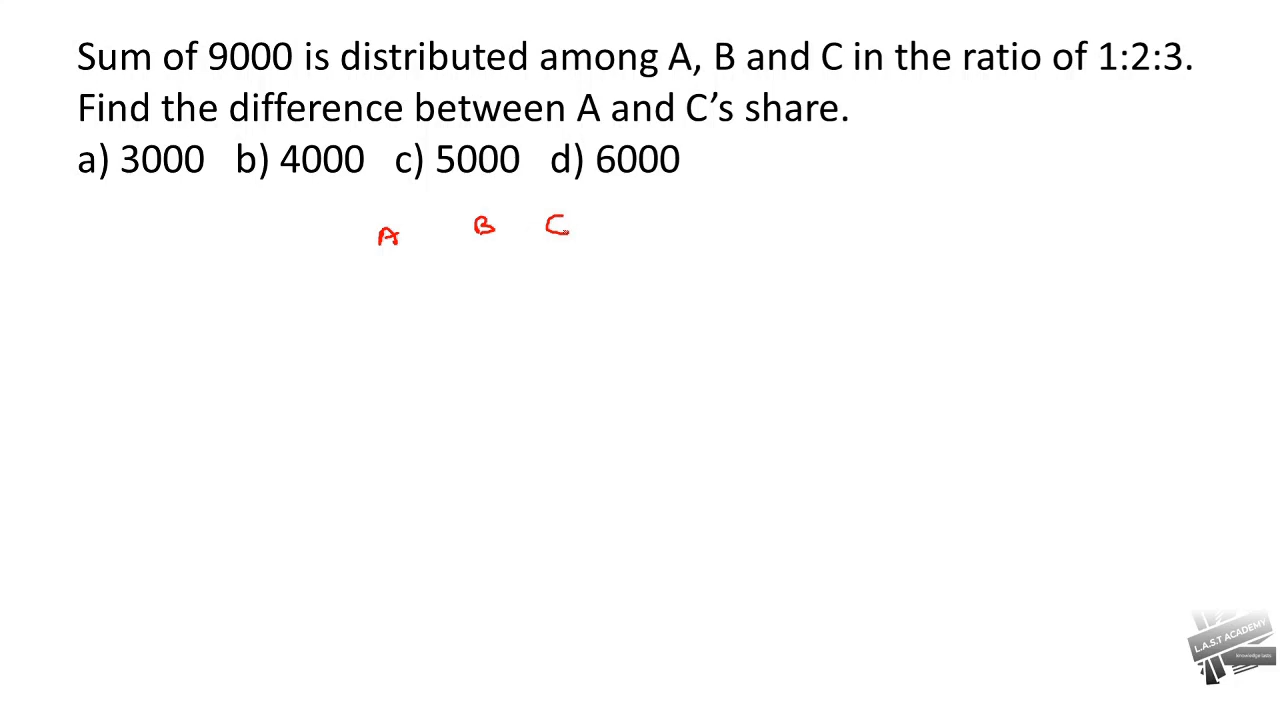 Sum of 9000 is distributed among A, B and C in the ratio of 1:2:3.
Find the difference between A and C’s share.
a) 3000 b) 4000 c) 5000 d) 6000
A B C
L.A.S.T ACADEMY